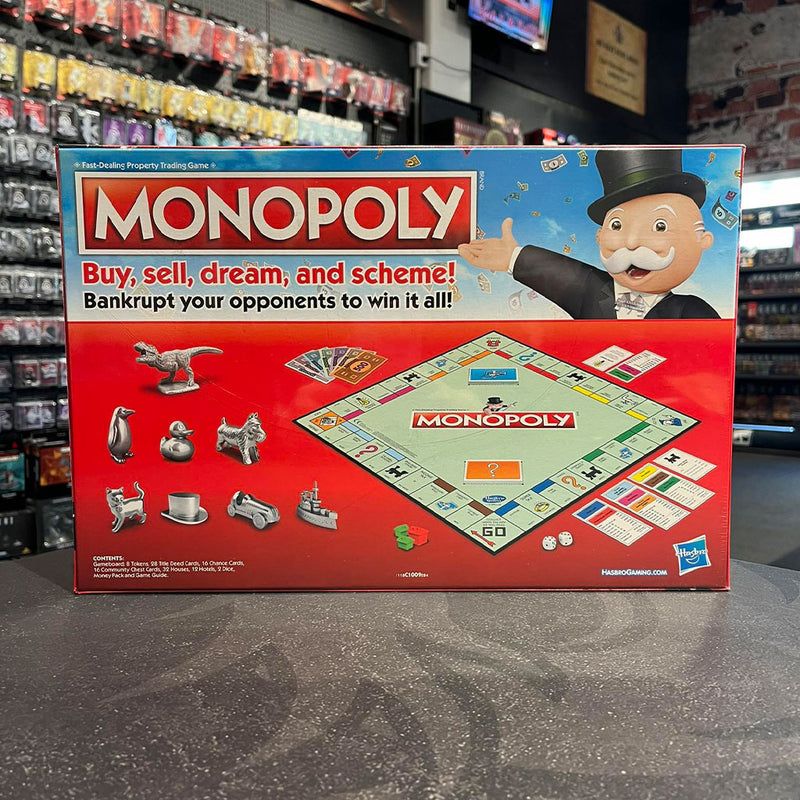 Fast-Dealing Property Trading Game
MONOPOLY
BRAND
Buy, sell, dream, and scheme!
Bankrupt your opponents to win it all!
MONOPOLY
?
?
?
Hasbro
GO
CONTENTS:
Gameboard, 8 Tokens, 28 Title Deed Cards, 16 Chance Cards,
16 Community Chest Cards, 32 Houses, 12 Hotels, 2 Dice,
Money Pack and Game Guide.
HASBROGAMING.COM
Hasbro